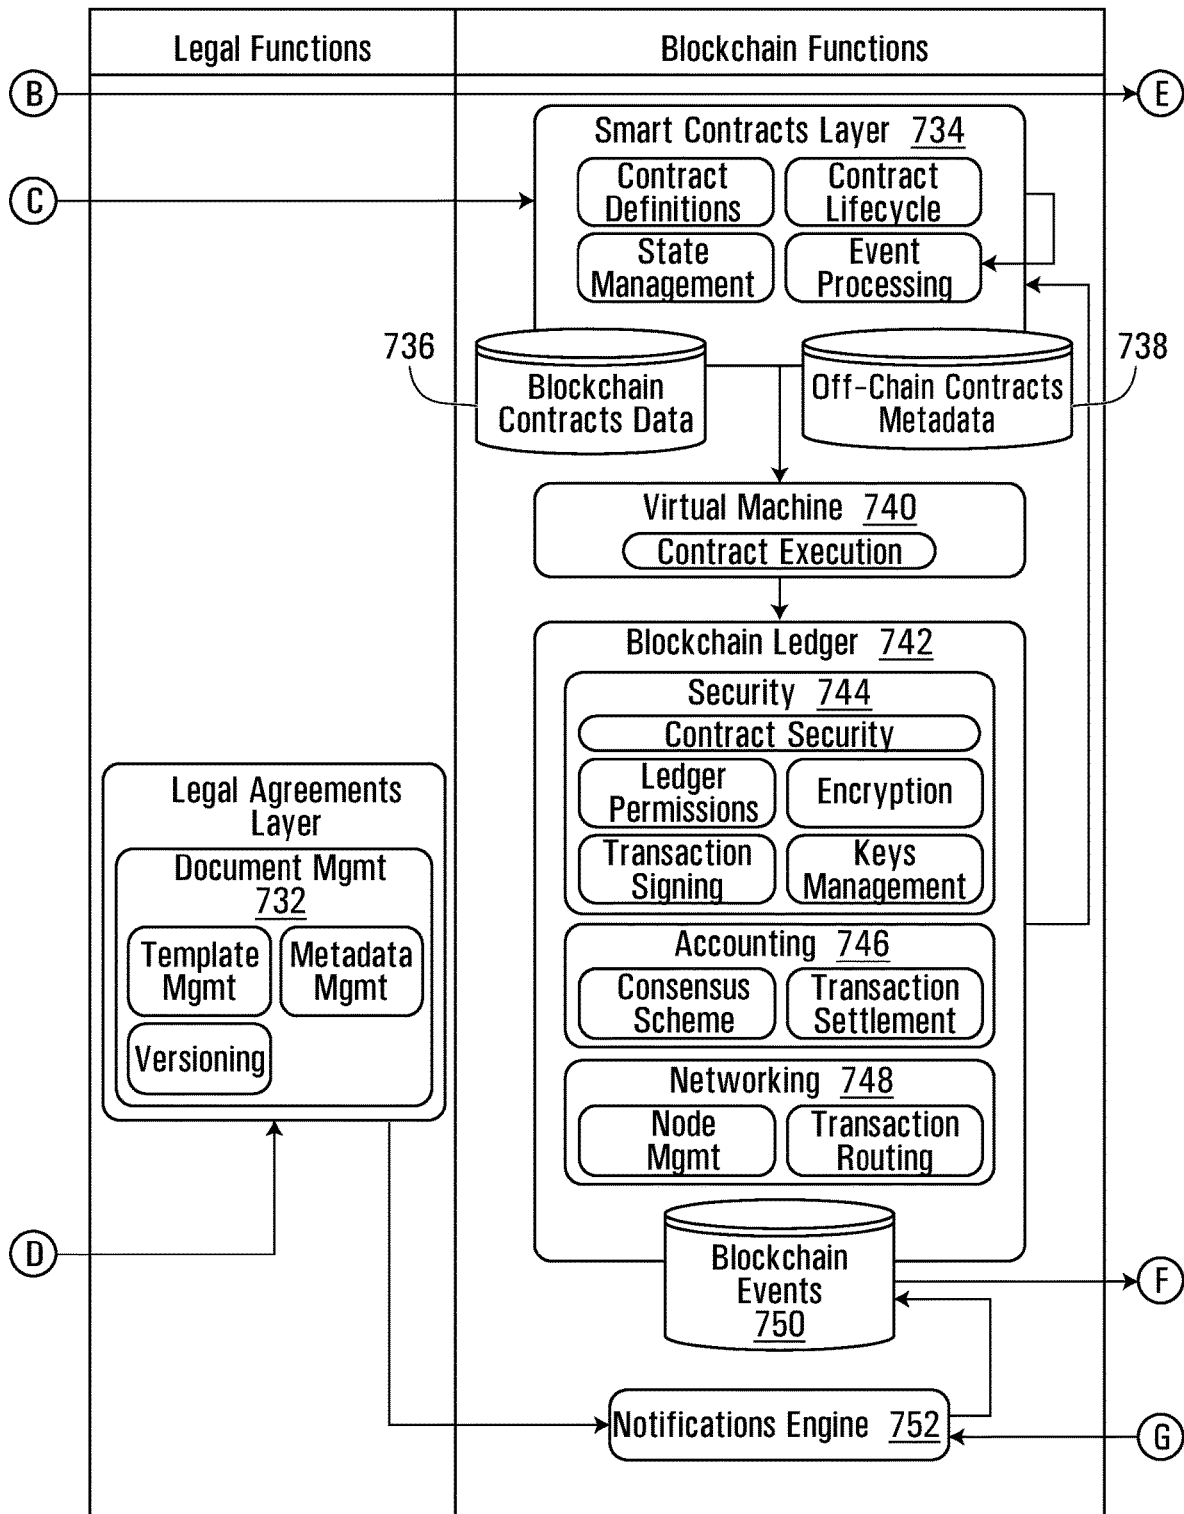 Legal Functions
Blockchain Functions
B
E
Smart Contracts Layer 734
Contract
Definitions
Contract
Lifecycle
C
State
Management
Event
Processing
736
738
Blockchain
Contracts Data
Off-Chain Contracts
Metadata
Virtual Machine 740
Contract Execution
Blockchain Ledger 742
Security 744
Contract Security
Ledger
Permissions
Encryption
Transaction
Signing
Keys
Management
Legal Agreements
Layer
Document Mgmt
732
Template
Mgmt
Metadata
Mgmt
Versioning
Accounting 746
Consensus
Scheme
Transaction
Settlement
Networking 748
Node
Mgmt
Transaction
Routing
D
Blockchain
Events
750
F
Notifications Engine 752
G